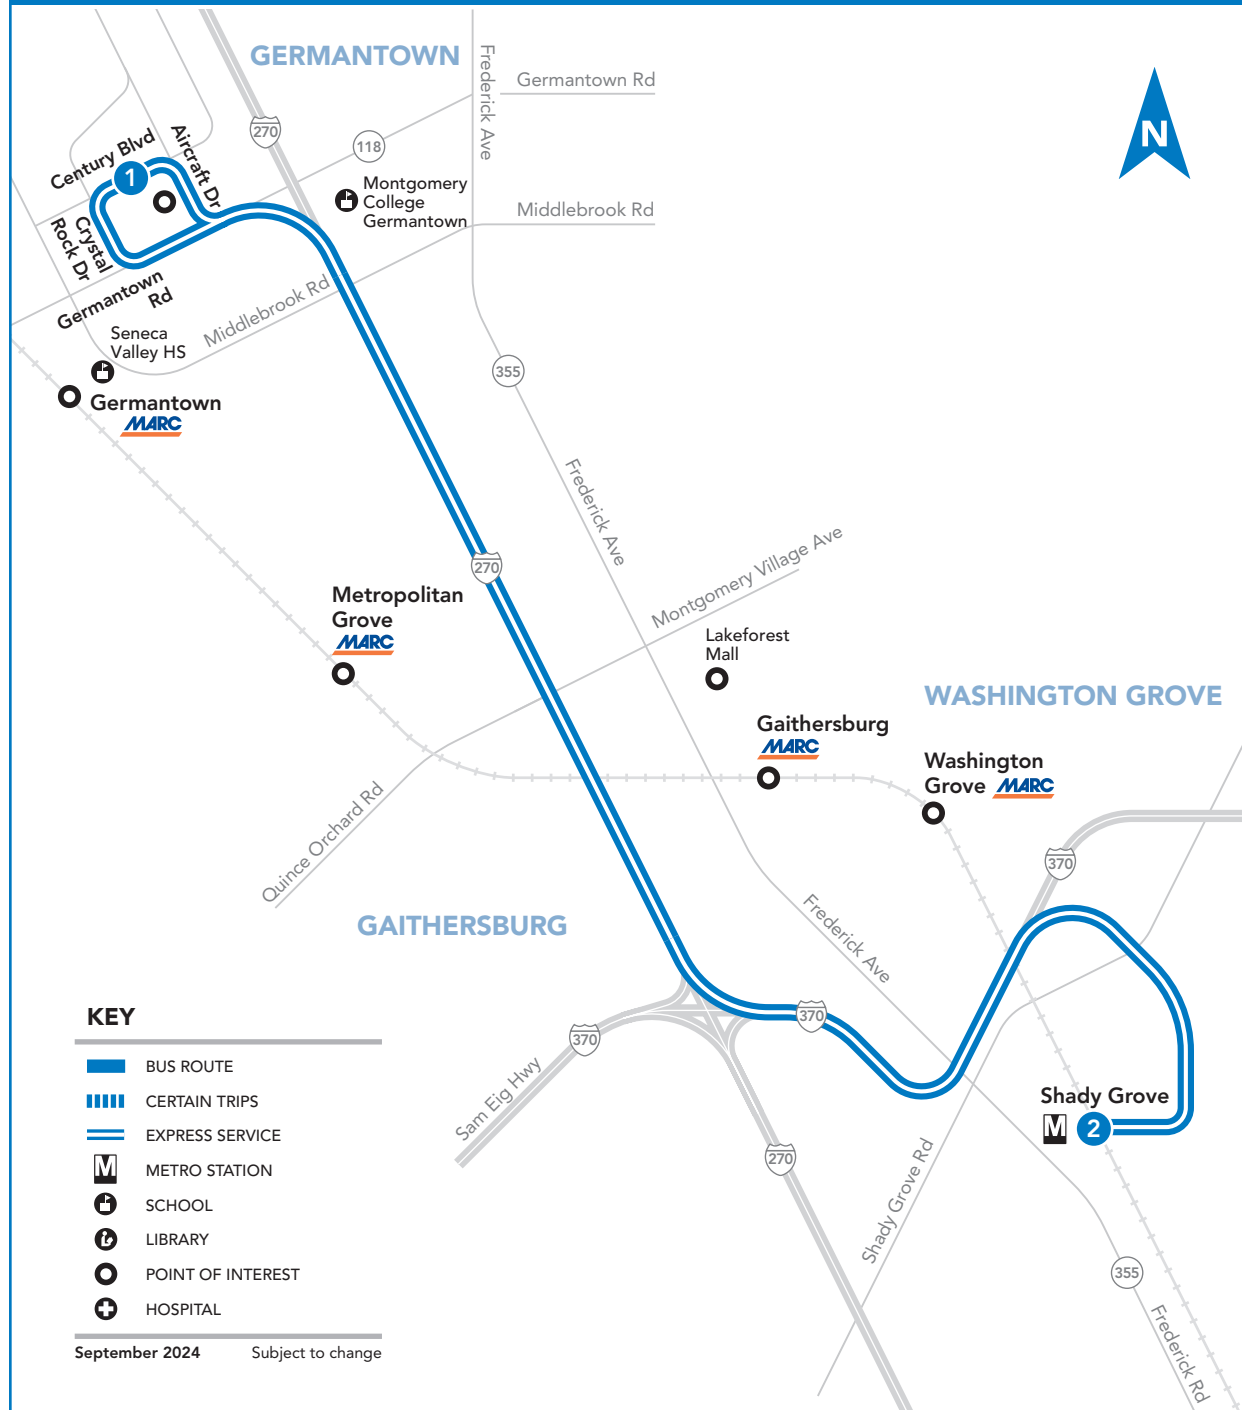 GERMANTOWN
Frederick Ave
Germantown Rd
N
270
118
Century Blvd
Aircraft Dr
1
Montgomery
College
Germantown
Middlebrook Rd
Crystal
Rock Dr
Germantown
Rd
Middlebrook Rd
Seneca
Valley HS
355
Germantown
MARC
Frederick Ave
270
Montgomery Village Ave
Metropolitan
Grove
MARC
Lakeforest
Mall
WASHINGTON GROVE
Gaithersburg
MARC
Washington
Grove MARC
Quince Orchard Rd
370
GAITHERSBURG
Frederick Ave
370
370
Sam Eig Hwy
Shady Grove
M
2
270
Shady Grove Rd
355
Frederick Rd
KEY
BUS ROUTE
CERTAIN TRIPS
EXPRESS SERVICE
M METRO STATION
SCHOOL
LIBRARY
POINT OF INTEREST
HOSPITAL
September 2024 Subject to change